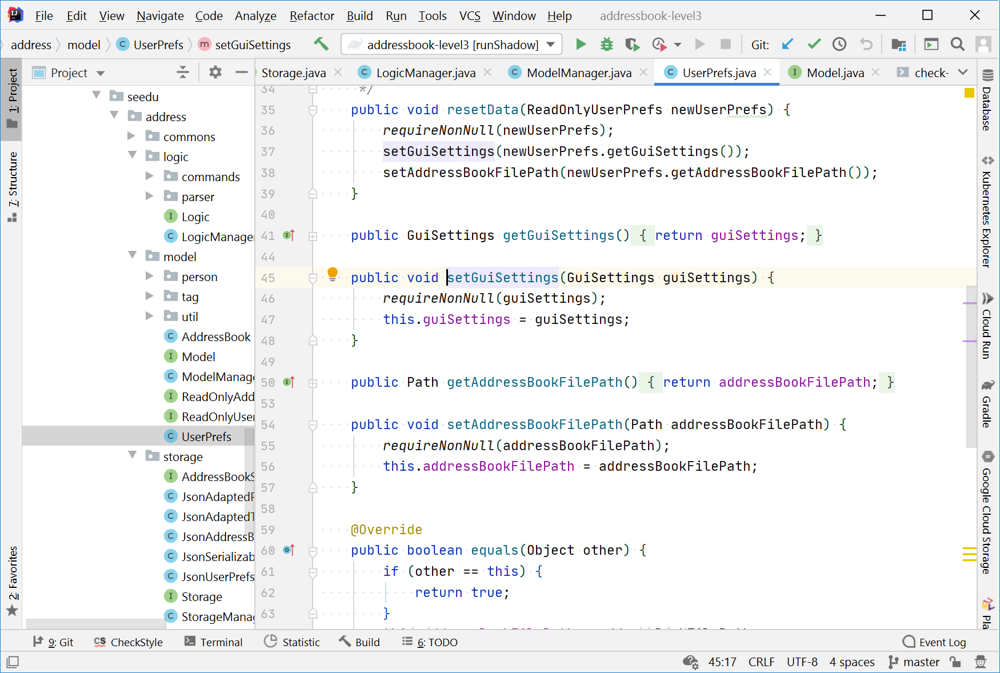 File Edit View Navigate Code Analyze Refactor Build Run Tools VCS Window Help addressbook-level3
address model UserPrefs setGuiSettings addressbook-level3 [runShadow] Git:
1: Project
7: Structure
2: Favorites
Project
seedu
address
commons
logic
commands
parser
Logic
LogicManager
model
person
tag
util
AddressBook
Model
ModelManage
ReadOnlyAdd
ReadOnlyUser
UserPrefs
storage
AddressBookS
JsonAdaptedP
JsonAdaptedT
JsonAddressB
JsonSerializab
JsonUserPrefs
Storage
StorageManag
Storage.java LogicManager.java ModelManager.java UserPrefs.java Model.java check-
34 */
35 public void resetData(ReadOnlyUserPrefs newUserPrefs) {
36 requireNonNull(newUserPrefs);
37 setGuiSettings(newUserPrefs.getGuiSettings());
38 setAddressBookFilePath(newUserPrefs.getAddressBookFilePath());
39 }
40
41 public GuiSettings getGuiSettings() { return guiSettings; }
44
45 public void setGuiSettings(GuiSettings guiSettings) {
46 requireNonNull(guiSettings);
47 this.guiSettings = guiSettings;
48 }
49
50 public Path getAddressBookFilePath() { return addressBookFilePath; }
53
54 public void setAddressBookFilePath(Path addressBookFilePath) {
55 requireNonNull(addressBookFilePath);
56 this.addressBookFilePath = addressBookFilePath;
57 }
58
59 @Override
60 public boolean equals(Object other) {
61 if (other == this) {
62 return true;
63 }
Database
Kubernetes Explorer
Cloud Run
Gradle
Google Cloud Storage
Pla
9: Git CheckStyle Terminal Statistic Build 6: TODO Event Log
45:17 CRLF UTF-8 4 spaces master